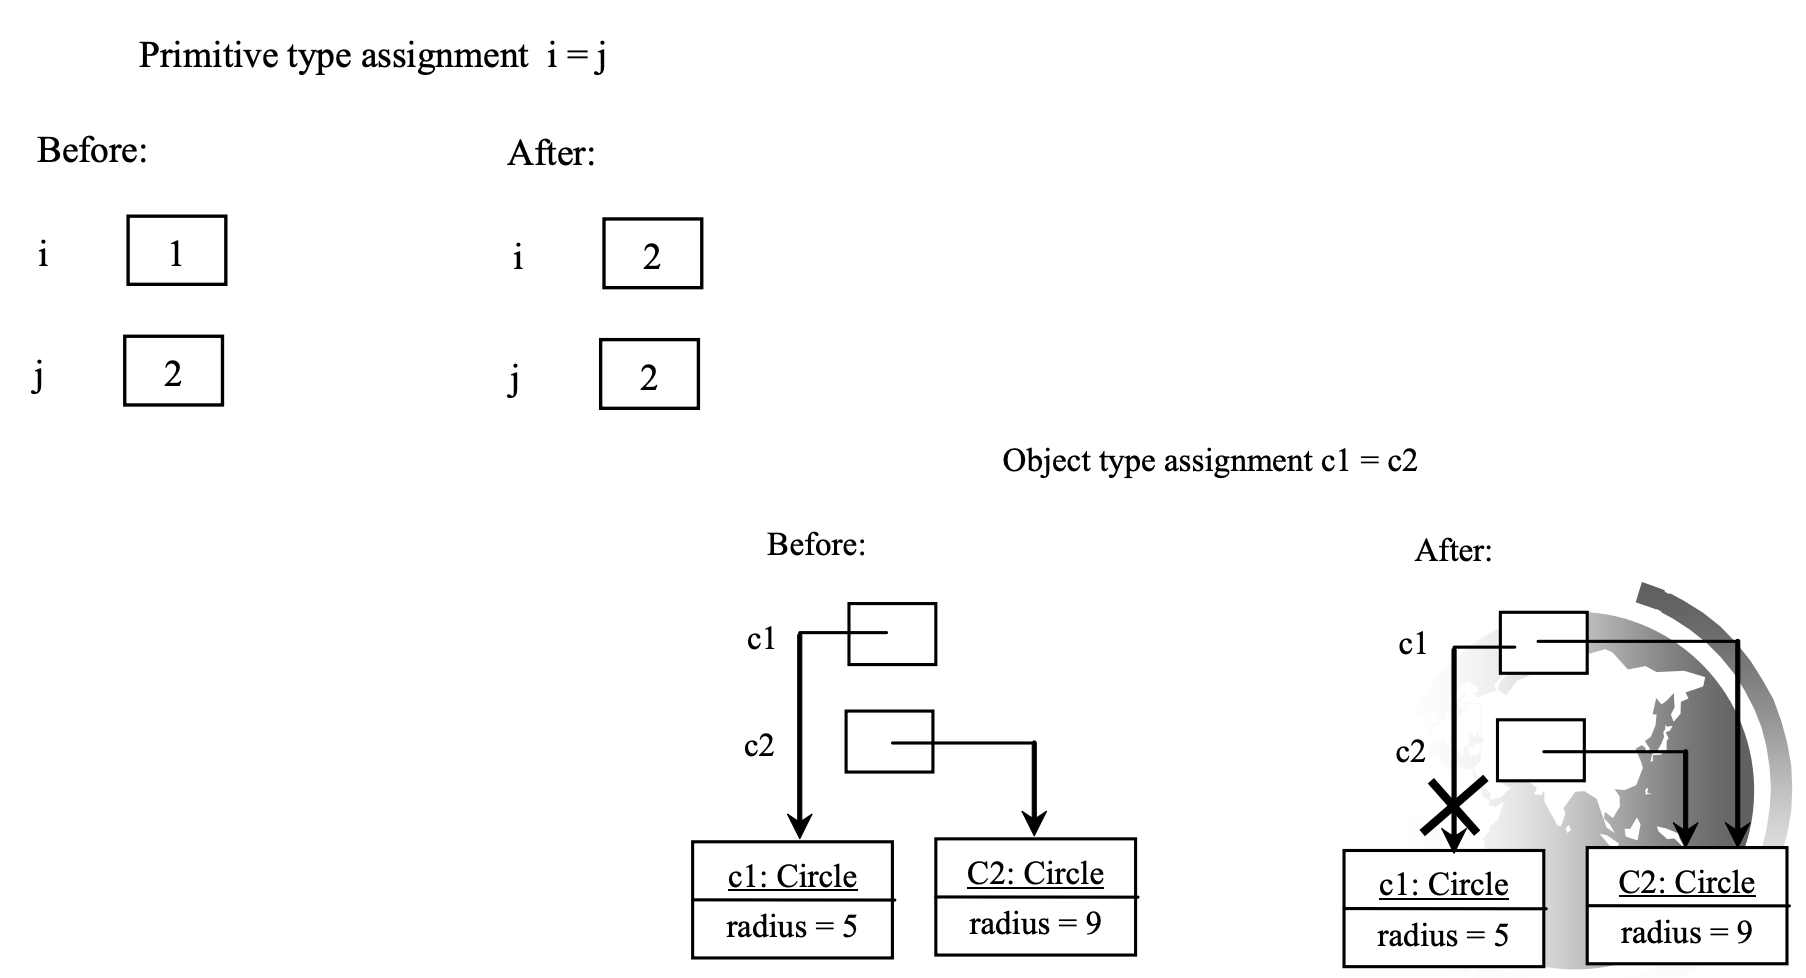 Primitive type assignment i = j
Before:
After:
i
1
i
2
j
2
j
2
Object type assignment c1 = c2
Before:
After:
c1
c2
c1: Circle
radius = 5
C2: Circle
radius = 9
c1
c2
c1: Circle
radius = 5
C2: Circle
radius = 9